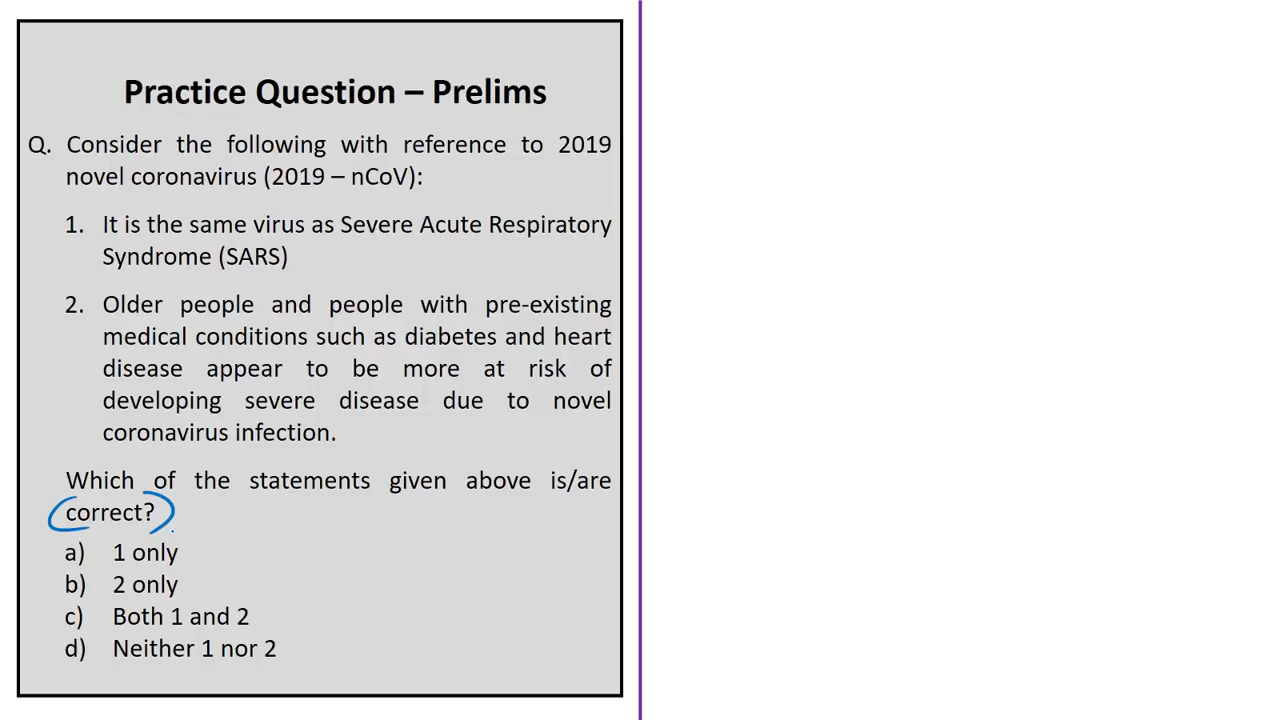 Practice Question – Prelims
Q. Consider the following with reference to 2019
novel coronavirus (2019 – nCoV):
1. It is the same virus as Severe Acute Respiratory
Syndrome (SARS)
2. Older people and people with pre-existing
medical conditions such as diabetes and heart
disease appear to be more at risk of
developing severe disease due to novel
coronavirus infection.
Which of the statements given above is/are
correct?
a) 1 only
b) 2 only
c) Both 1 and 2
d) Neither 1 nor 2